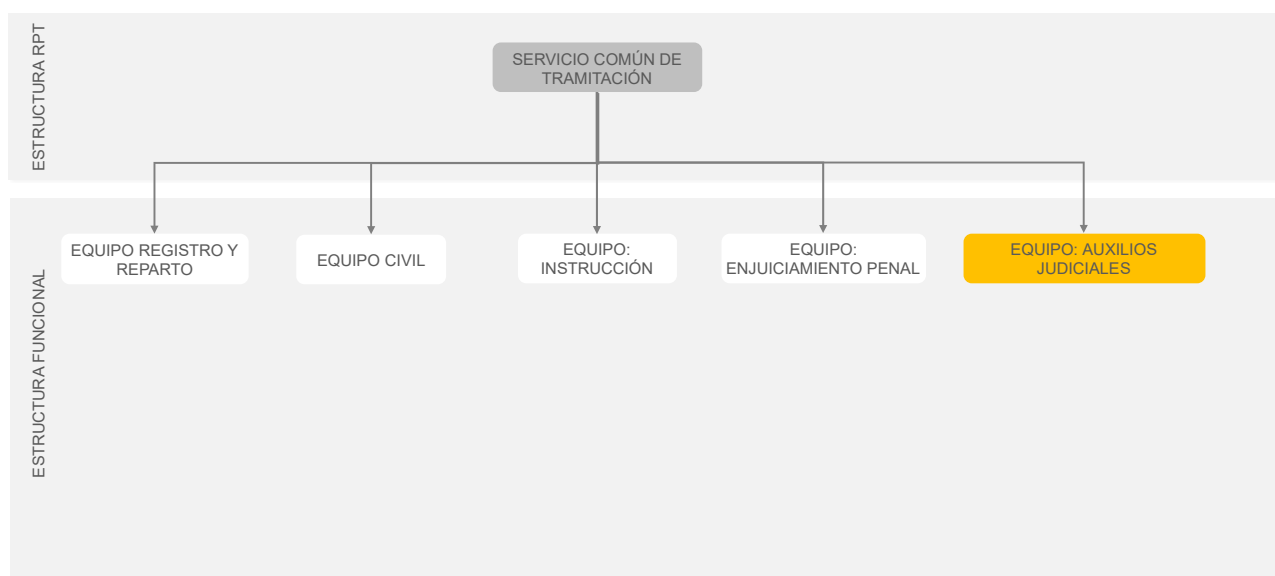 ESTRUCTURA RPT
SERVICIO COMÚN DE
TRAMITACIÓN
ESTRUCTURA FUNCIONAL
EQUIPO REGISTRO Y
REPARTO
EQUIPO CIVIL
EQUIPO:
INSTRUCCIÓN
EQUIPO:
ENJUICIAMIENTO PENAL
EQUIPO: AUXILIOS
JUDICIALES